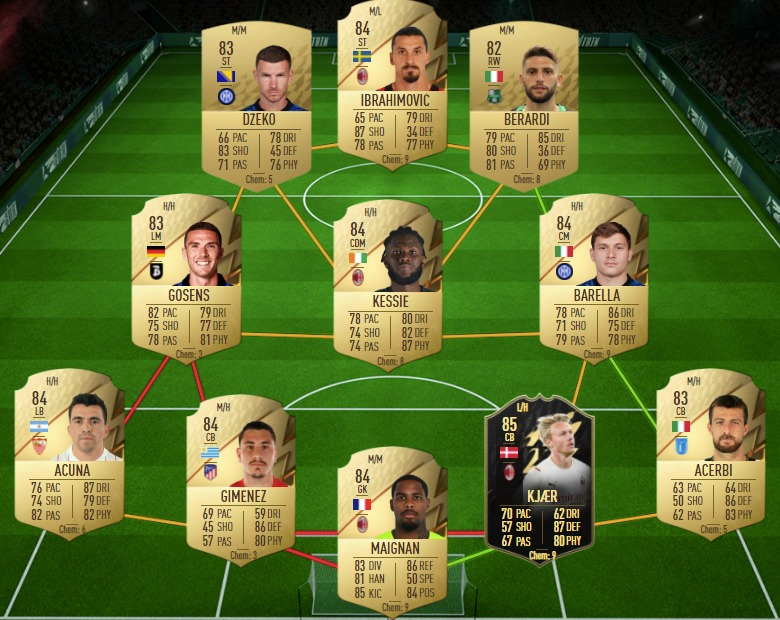 M/M
83
ST
DZEKO
66 PAC 78 DRI
83 SHO 45 DEF
71 PAS 76 PHY
Chem: 5
M/L
84
ST
IBRAHIMOVIC
65 PAC 79 DRI
87 SHO 34 DEF
78 PAS 77 PHY
Chem: 9
M/M
82
RW
BERARDI
79 PAC 85 DRI
80 SHO 36 DEF
81 PAS 69 PHY
Chem: 8
H/H
83
LM
GOSENS
82 PAC 79 DRI
75 SHO 77 DEF
78 PAS 81 PHY
Chem: 3
H/H
84
CDM
KESSIE
78 PAC 80 DRI
74 SHO 82 DEF
74 PAS 87 PHY
Chem: 8
H/H
84
CM
BARELLA
78 PAC 86 DRI
71 SHO 75 DEF
79 PAS 78 PHY
Chem: 9
H/H
84
LB
ACUNA
76 PAC 87 DRI
74 SHO 79 DEF
82 PAS 82 PHY
Chem: 6
M/H
84
CB
GIMENEZ
69 PAC 59 DRI
45 SHO 86 DEF
57 PAS 80 PHY
Chem: 3
M/M
84
GK
MAIGNAN
83 DIV 86 REF
81 HAN 50 SPE
85 KIC 84 POS
Chem: 9
L/H
85
CB
KJÆR
70 PAC 62 DRI
57 SHO 87 DEF
67 PAS 80 PHY
Chem: 9
M/H
83
CB
ACERBI
63 PAC 64 DRI
50 SHO 86 DEF
62 PAS 83 PHY
Chem: 5